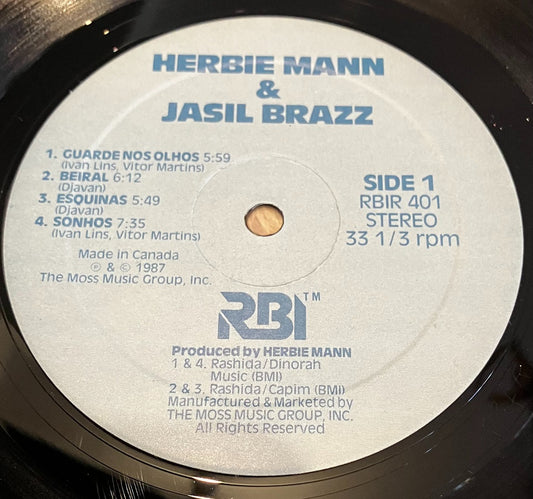 HERBIE MANN
&
JASIL BRAZZ
1. GUARDE NOS OLHOS 5:59
(Ivan Lins, Vitor Martins)
2. BEIRAL 6:12
(Djavan)
3. ESQUINAS 5:49
(Djavan)
4. SONHOS 7:35
(Ivan Lins, Vitor Martins)
Made in Canada
℗ & © 1987
The Moss Music Group, Inc.
SIDE 1
RBIR 401
STEREO
33 1/3 rpm
RBI™
Produced by HERBIE MANN
1 & 4. Rashida/Dinorah
Music (BMI)
2 & 3. Rashida/Capim (BMI)
Manufactured & Marketed by
THE MOSS MUSIC GROUP, INC.
All Rights Reserved